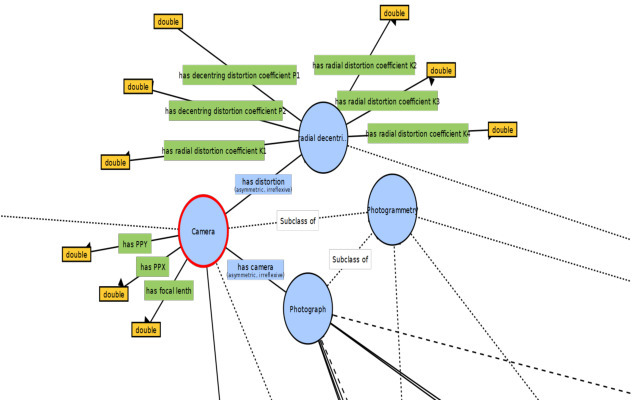 double
double
has radial distortion coefficient K2
double
has decentring distortion coefficient P1
double
has radial distortion coefficient K3
has decentring distortion coefficient P2
double
has radial distortion coefficient K4
radial decentri...
has radial distortion coefficient K1
double
has distortion
(asymmetric, irreflexive)
Photogrammetry
Subclass of
Camera
has PPY
double
Subclass of
has PPX
has camera
(asymmetric, irreflexive)
has focal lenth
double
Photograph
double